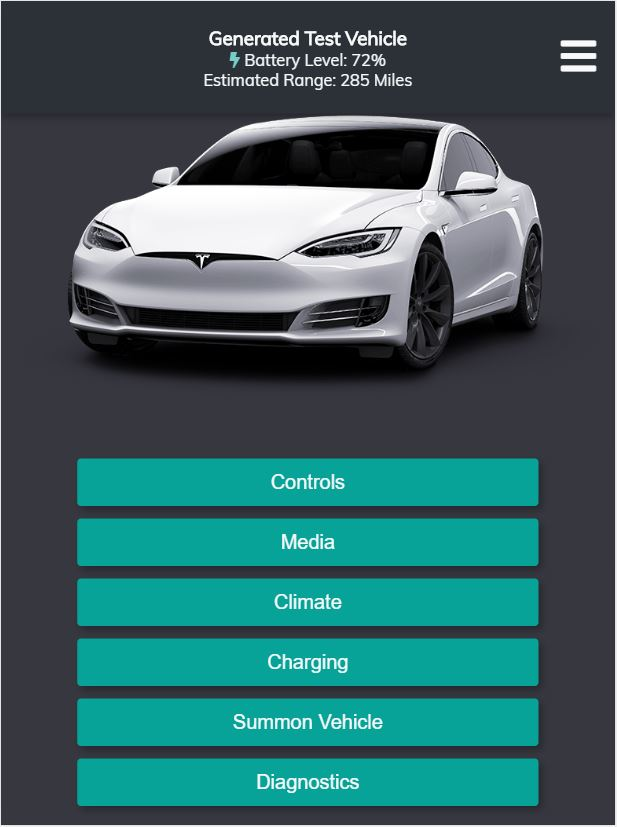 Generated Test Vehicle
Battery Level: 72%
Estimated Range: 285 Miles
Controls
Media
Climate
Charging
Summon Vehicle
Diagnostics